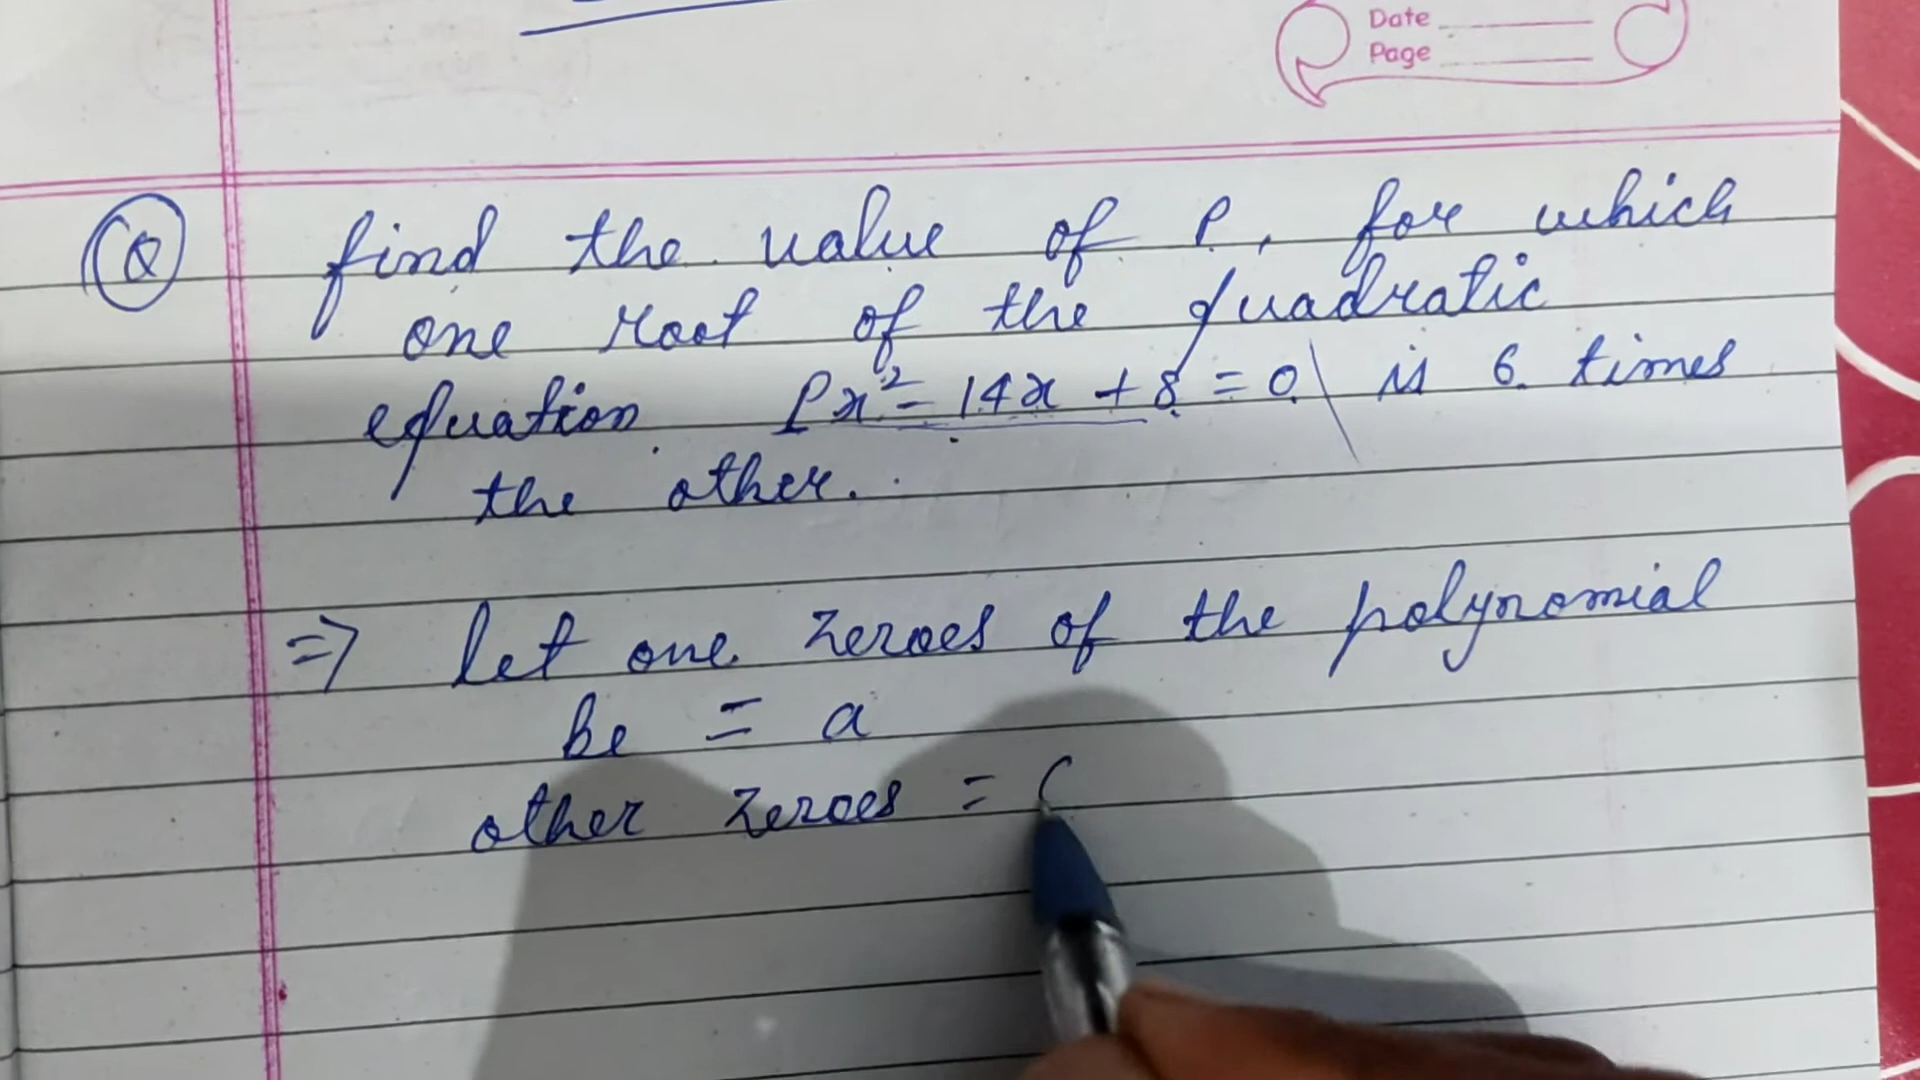 Date
Page
Q find the value of P, for which
one root of the quadratic
equation Px² - 14x + 8 = 0 is 6 times
the other.
=> let one zeroes of the polynomial
be = a
other zeroes =